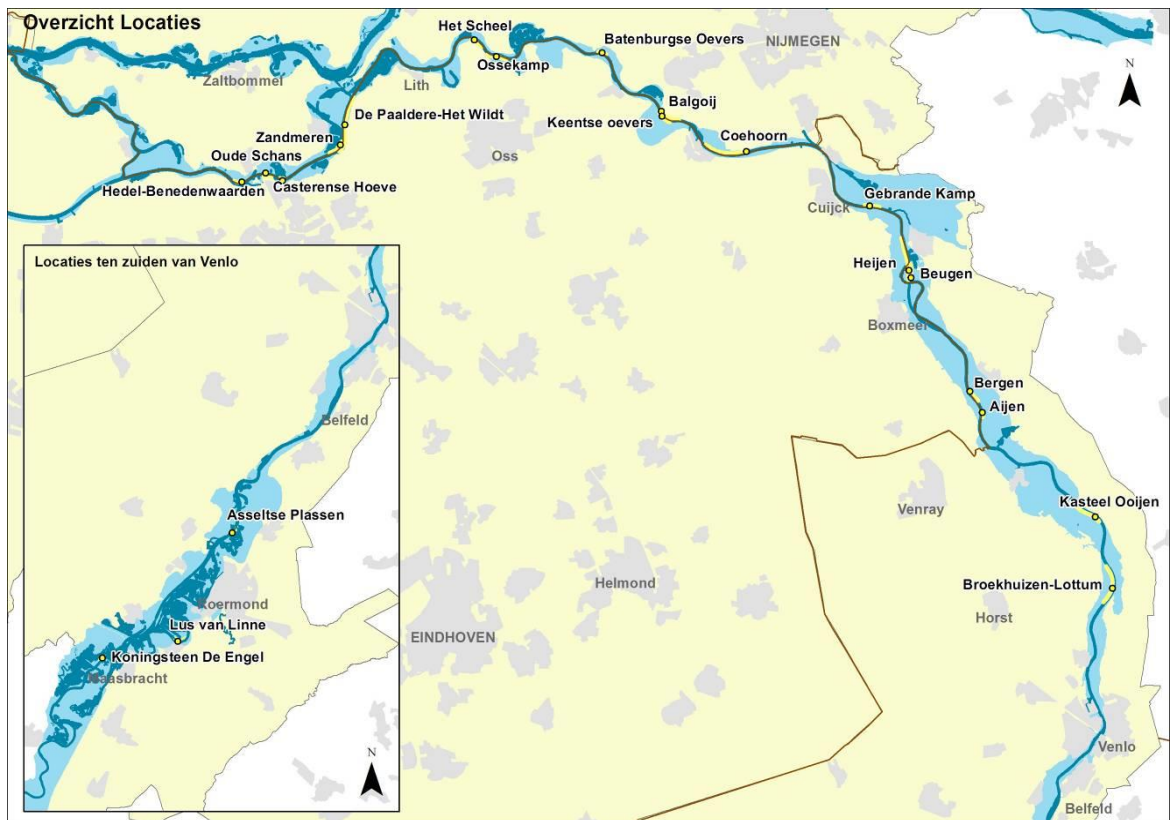 Overzicht Locaties
Het Scheel
Batenburgse Oevers
NIJMEGEN
N
Ossekamp
Zaltbommel
Lith
Balgoij
De Paaldere-Het Wildt
Keentse oevers
Zandmeren
Coehoorn
Oude Schans
Oss
Hedel-Benedenwaarden
Casterense Hoeve
Gebrande Kamp
Cuijck
Locaties ten zuiden van Venlo
Heijen
Beugen
Boxmeer
Bergen
Aijen
Belfeld
Kasteel Ooijen
Venray
Asseltse Plassen
Helmond
Broekhuizen-Lottum
Roermond
Horst
Lus van Linne
EINDHOVEN
Koningsteen De Engel
Maasbracht
N
Venlo
Belfeld